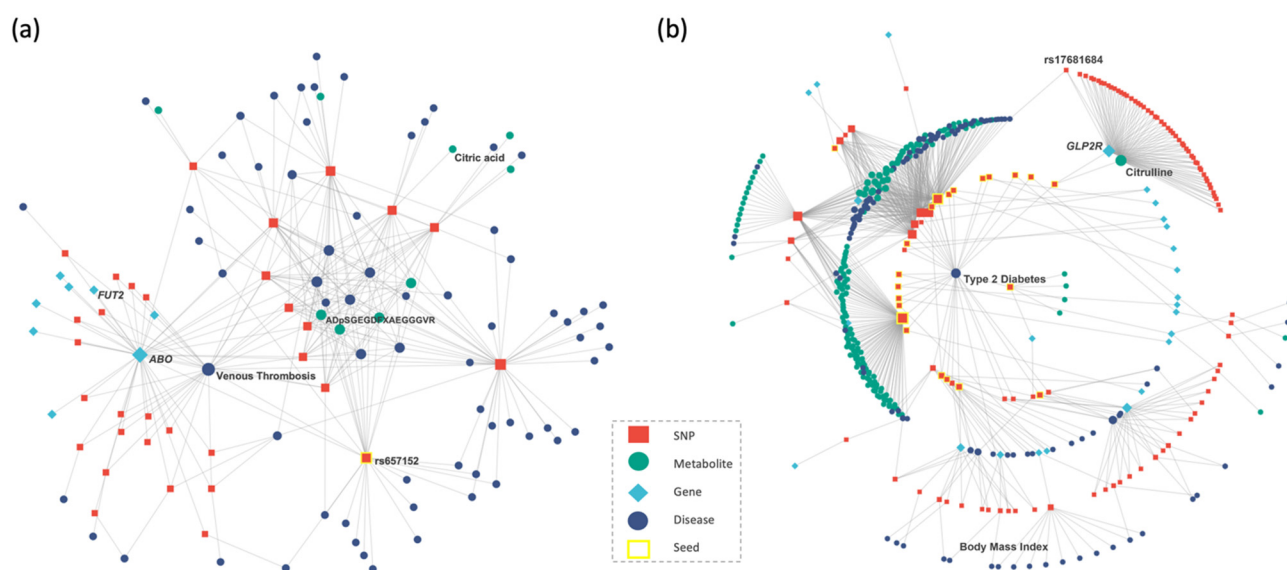 (a)
(b)
rs17681684
Citric acid
GLP2R
Citrulline
FUT2
Type 2 Diabetes
ADpSGEGDFXAEGGGVR
ABO
Venous Thrombosis
rs657152
SNP
Metabolite
Gene
Disease
Seed
Body Mass Index